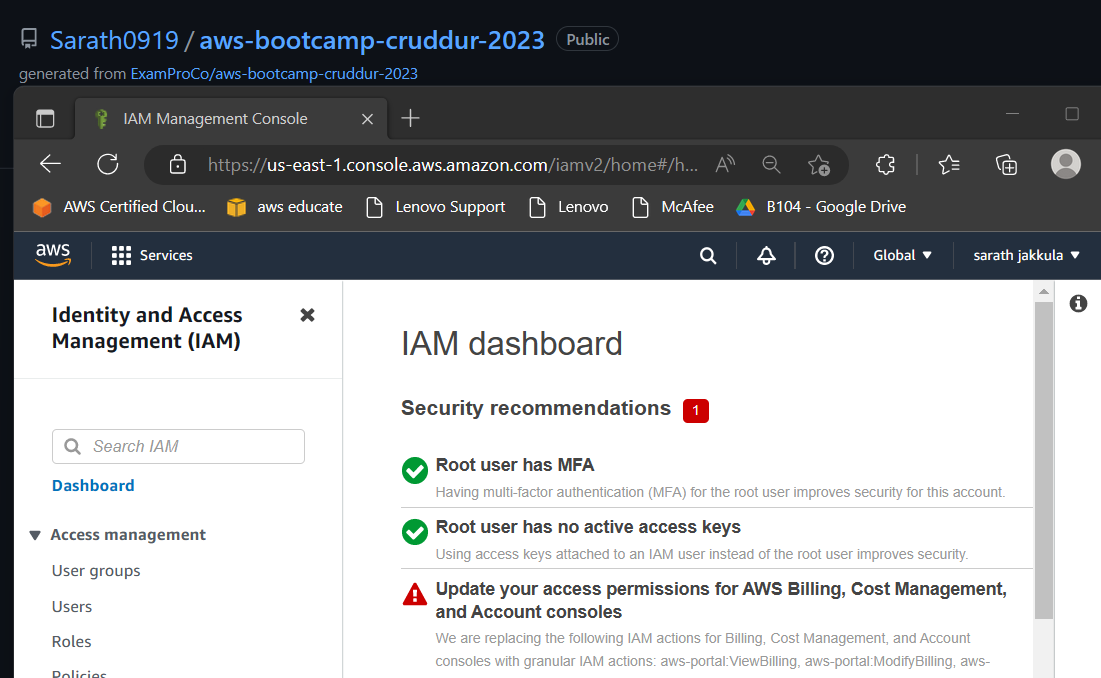 Sarath0919 / aws-bootcamp-cruddur-2023 Public
generated from ExamProCo/aws-bootcamp-cruddur-2023
IAM Management Console
https://us-east-1.console.aws.amazon.com/iamv2/home#/h...
AWS Certified Clou... aws educate Lenovo Support Lenovo McAfee B104 - Google Drive
aws Services Global sarath jakkula
Identity and Access
Management (IAM)
Search IAM
Dashboard
Access management
User groups
Users
Roles
Policies
IAM dashboard
Security recommendations 1
Root user has MFA
Having multi-factor authentication (MFA) for the root user improves security for this account.
Root user has no active access keys
Using access keys attached to an IAM user instead of the root user improves security.
Update your access permissions for AWS Billing, Cost Management,
and Account consoles
We are replacing the following IAM actions for Billing, Cost Management, and Account
consoles with granular IAM actions: aws-portal:ViewBilling, aws-portal:ModifyBilling, aws-